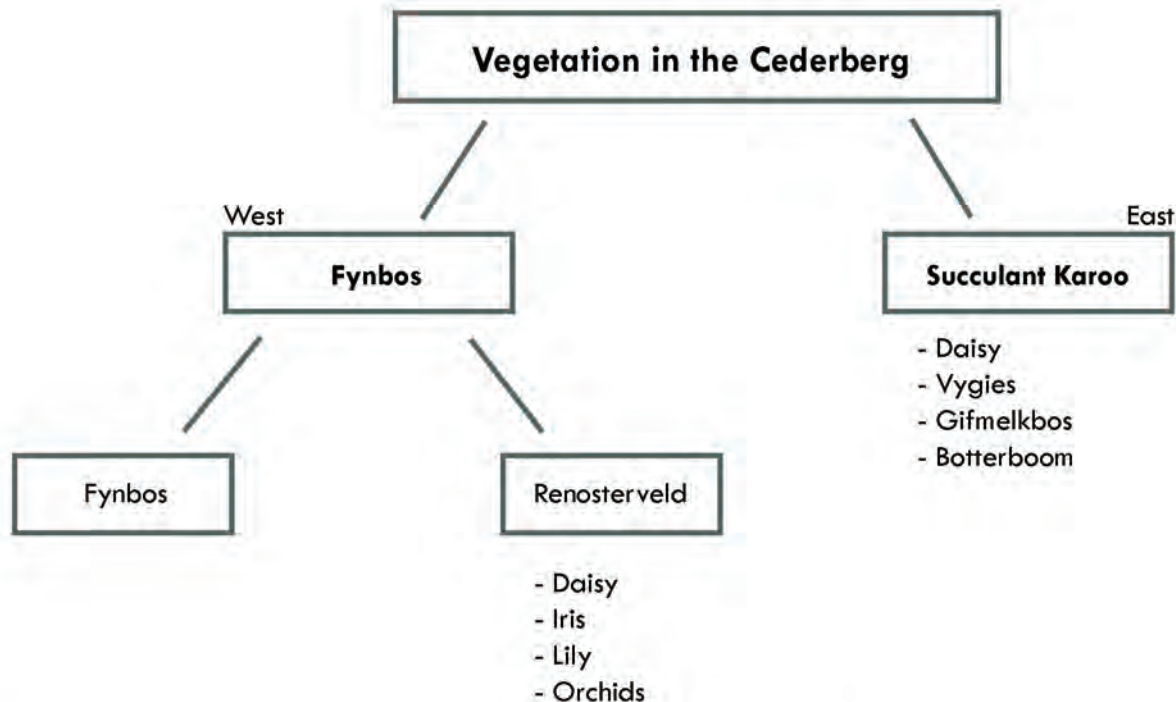 Vegetation in the Cederberg
West
Fynbos
East
Succulant Karoo
- Daisy
- Vygies
- Gifmelkbos
- Botterboom
Fynbos
Renosterveld
- Daisy
- Iris
- Lily
- Orchids